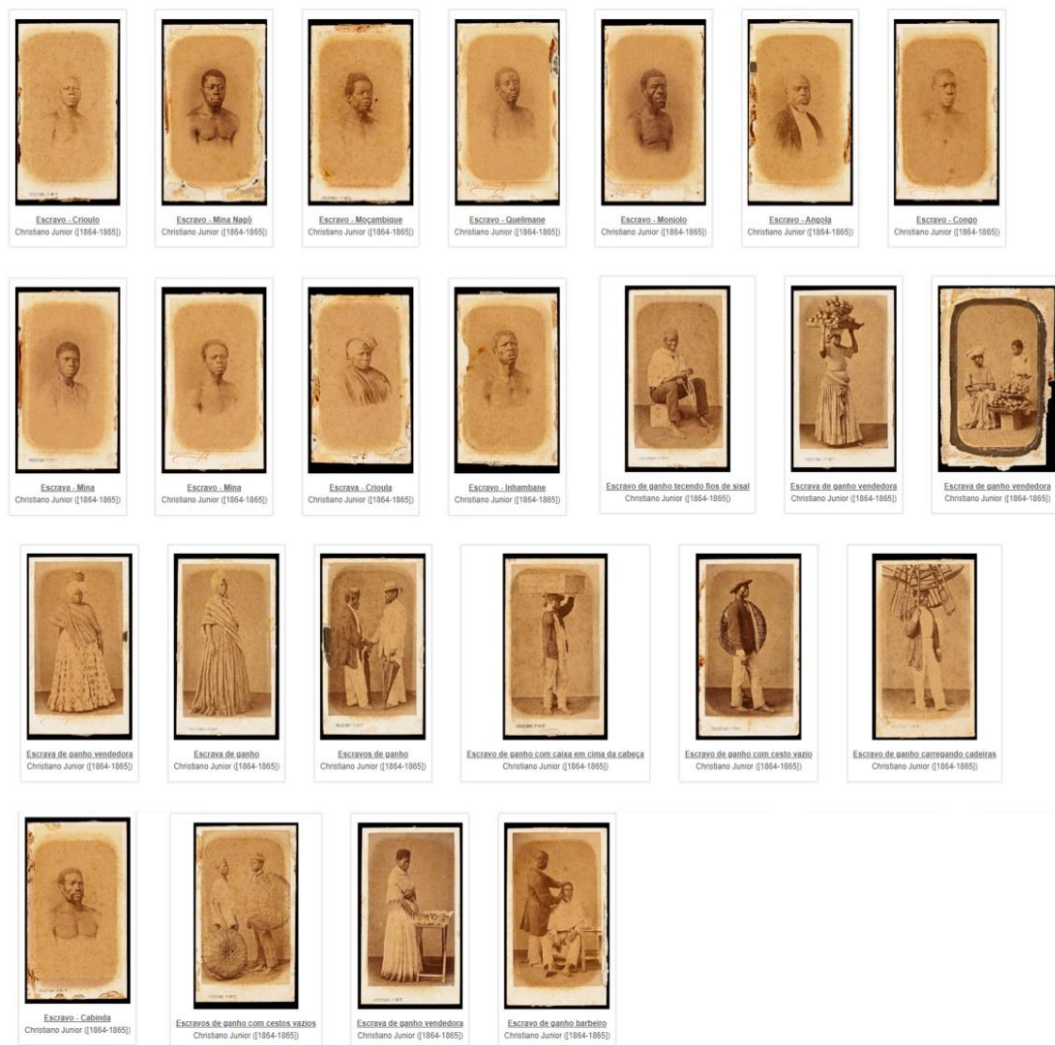 Escravo - Crioulo
Christiano Junior ([1864-1865])
Escravo - Mina Nagô
Christiano Junior ([1864-1865])
Escravo - Moçambique
Christiano Junior ([1864-1865])
Escravo - Quelimane
Christiano Junior ([1864-1865])
Escravo - Monjolo
Christiano Junior ([1864-1865])
Escravo - Angola
Christiano Junior ([1864-1865])
Escravo - Congo
Christiano Junior ([1864-1865])
Escrava - Mina
Christiano Junior ([1864-1865])
Escravo - Mina
Christiano Junior ([1864-1865])
Escrava - Crioula
Christiano Junior ([1864-1865])
Escravo - Inhambane
Christiano Junior ([1864-1865])
Escravo de ganho tecendo fios de sisal
Christiano Junior ([1864-1865])
Escrava de ganho vendedora
Christiano Junior ([1864-1865])
Escrava de ganho vendedora
Christiano Junior ([1864-1865])
Escrava de ganho vendedora
Christiano Junior ([1864-1865])
Escrava de ganho
Christiano Junior ([1864-1865])
Escravos de ganho
Christiano Junior ([1864-1865])
Escravo de ganho com caixa em cima da cabeça
Christiano Junior ([1864-1865])
Escravo de ganho com cesto vazio
Christiano Junior ([1864-1865])
Escravo de ganho carregando cadeiras
Christiano Junior ([1864-1865])
Escravo - Cabinda
Christiano Junior ([1864-1865])
Escravos de ganho com cestos vazios
Christiano Junior ([1864-1865])
Escrava de ganho vendedora
Christiano Junior ([1864-1865])
Escravo de ganho barbeiro
Christiano Junior ([1864-1865])